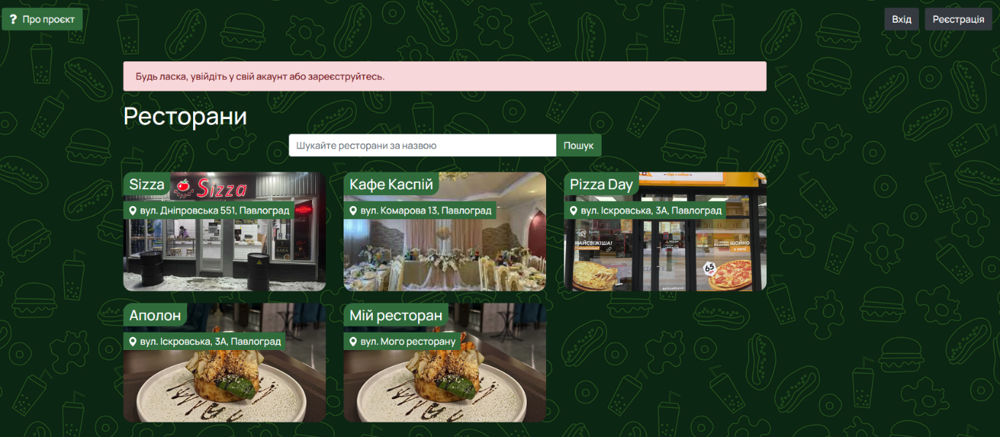 ? Про проєкт
Вхід
Реєстрація
Будь ласка, увійдіть у свій акаунт або зареєструйтесь.
Ресторани
Шукайте ресторани за назвою
Пошук
Sizza
Sizza
вул. Дніпровська 551, Павлоград
Кафе Каспій
вул. Комарова 13, Павлоград
Pizza Day
вул. Іскровська, 3А, Павлоград
НАЙСВІЖІША!
ЩОЙНО
з печі
65
Аполон
вул. Іскровська, 3А, Павлоград
Мій ресторан
вул. Мого ресторану